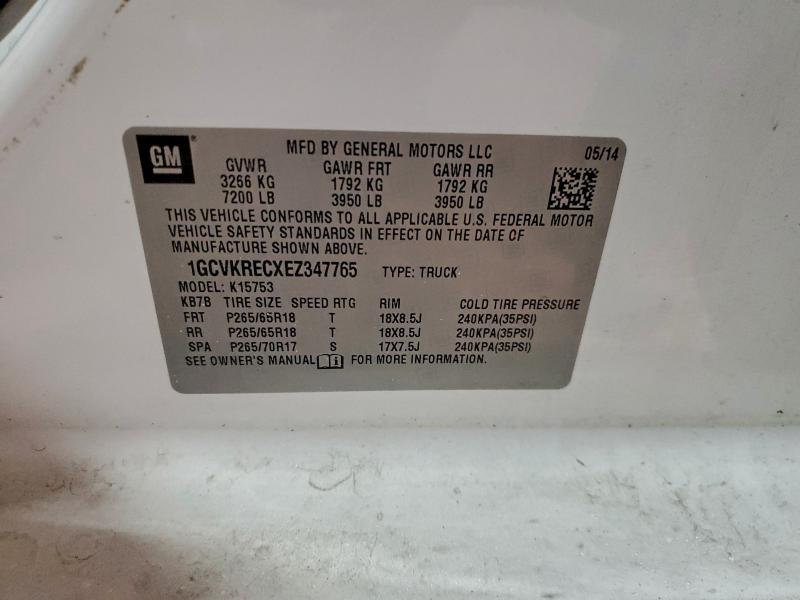 GM
MFD BY GENERAL MOTORS LLC 05/14
GVWR GAWR FRT GAWR RR
3266 KG 1792 KG 1792 KG
7200 LB 3950 LB 3950 LB
THIS VEHICLE CONFORMS TO ALL APPLICABLE U.S. FEDERAL MOTOR
VEHICLE SAFETY STANDARDS IN EFFECT ON THE DATE OF
MANUFACTURE SHOWN ABOVE.
1GCVKRECXEZ347765 TYPE: TRUCK
MODEL: K15753
KB7B TIRE SIZE SPEED RTG RIM COLD TIRE PRESSURE
FRT P265/65R18 T 18X8.5J 240KPA(35PSI)
RR P265/65R18 T 18X8.5J 240KPA(35PSI)
SPA P265/70R17 S 17X7.5J 240KPA(35PSI)
SEE OWNER'S MANUAL i FOR MORE INFORMATION.